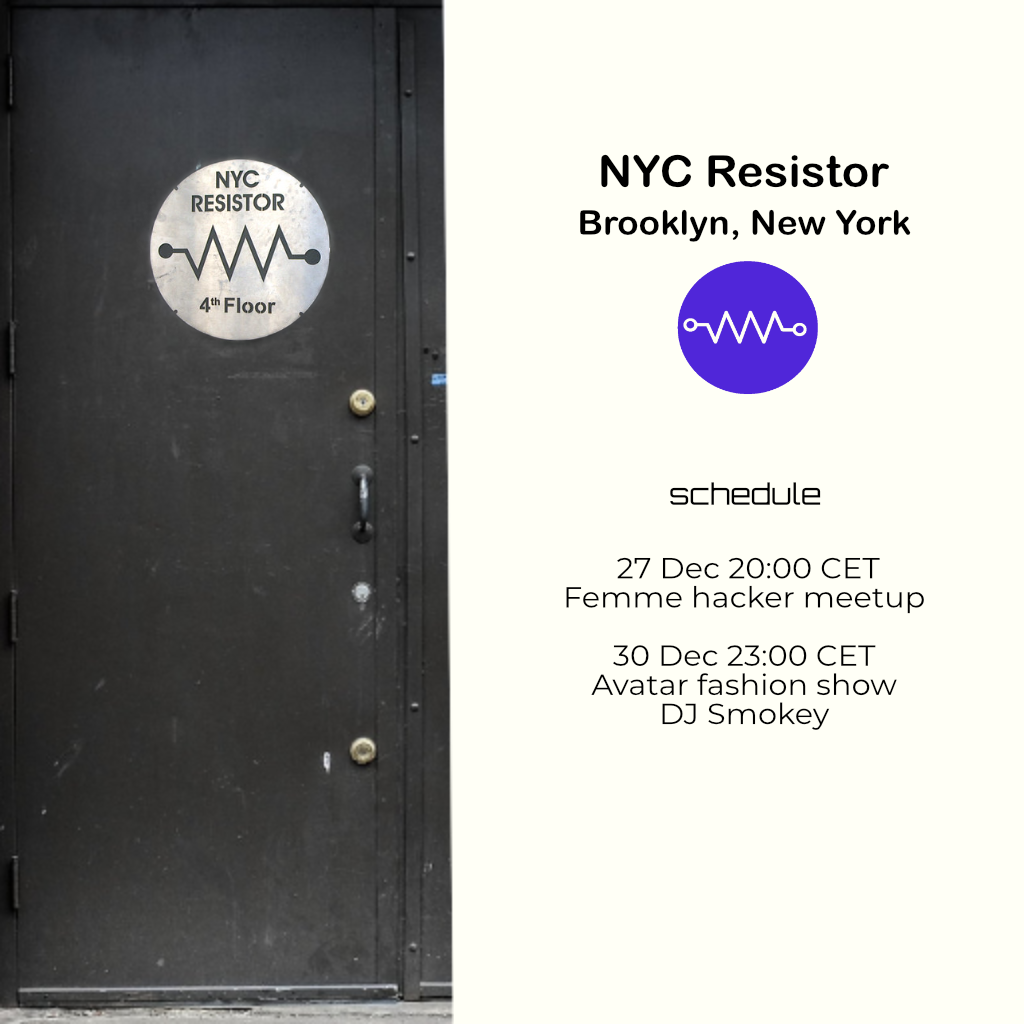 NYC
RESISTOR
4th Floor
NYC Resistor
Brooklyn, New York
schedule
27 Dec 20:00 CET
Femme hacker meetup
30 Dec 23:00 CET
Avatar fashion show
DJ Smokey